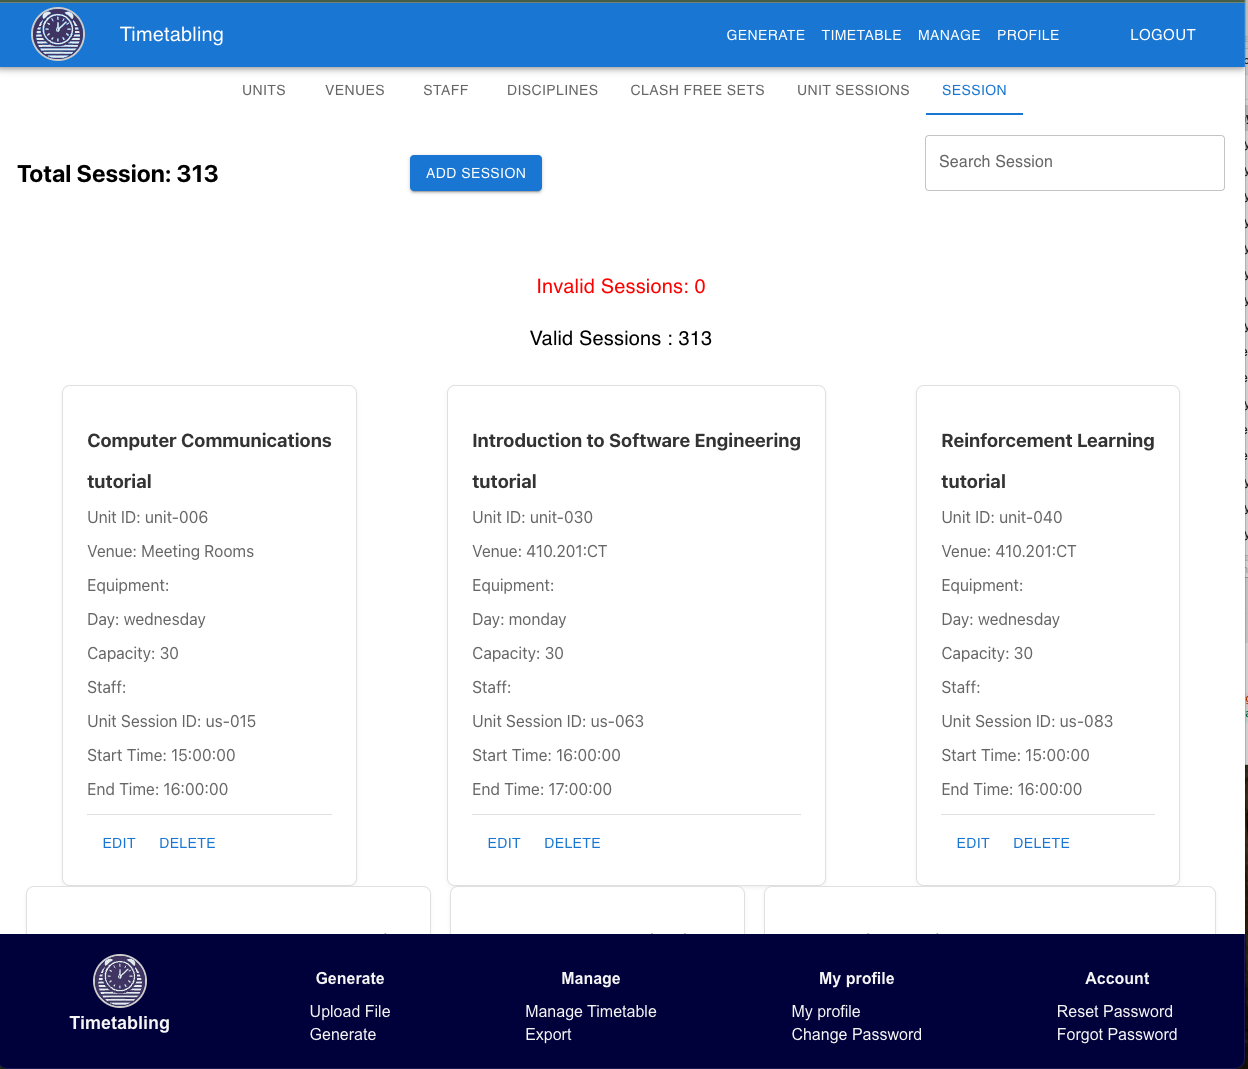 Timetabling
GENERATE TIMETABLE MANAGE PROFILE LOGOUT
UNITS VENUES STAFF DISCIPLINES CLASH FREE SETS UNIT SESSIONS SESSION
Total Session: 313
ADD SESSION
Search Session
Invalid Sessions: 0
Valid Sessions : 313
Computer Communications
tutorial
Unit ID: unit-006
Venue: Meeting Rooms
Equipment:
Day: wednesday
Capacity: 30
Staff:
Unit Session ID: us-015
Start Time: 15:00:00
End Time: 16:00:00
EDIT DELETE
Introduction to Software Engineering
tutorial
Unit ID: unit-030
Venue: 410.201:CT
Equipment:
Day: monday
Capacity: 30
Staff:
Unit Session ID: us-063
Start Time: 16:00:00
End Time: 17:00:00
EDIT DELETE
Reinforcement Learning
tutorial
Unit ID: unit-040
Venue: 410.201:CT
Equipment:
Day: wednesday
Capacity: 30
Staff:
Unit Session ID: us-083
Start Time: 15:00:00
End Time: 16:00:00
EDIT DELETE
Timetabling
Generate
Upload File
Generate
Manage
Manage Timetable
Export
My profile
My profile
Change Password
Account
Reset Password
Forgot Password